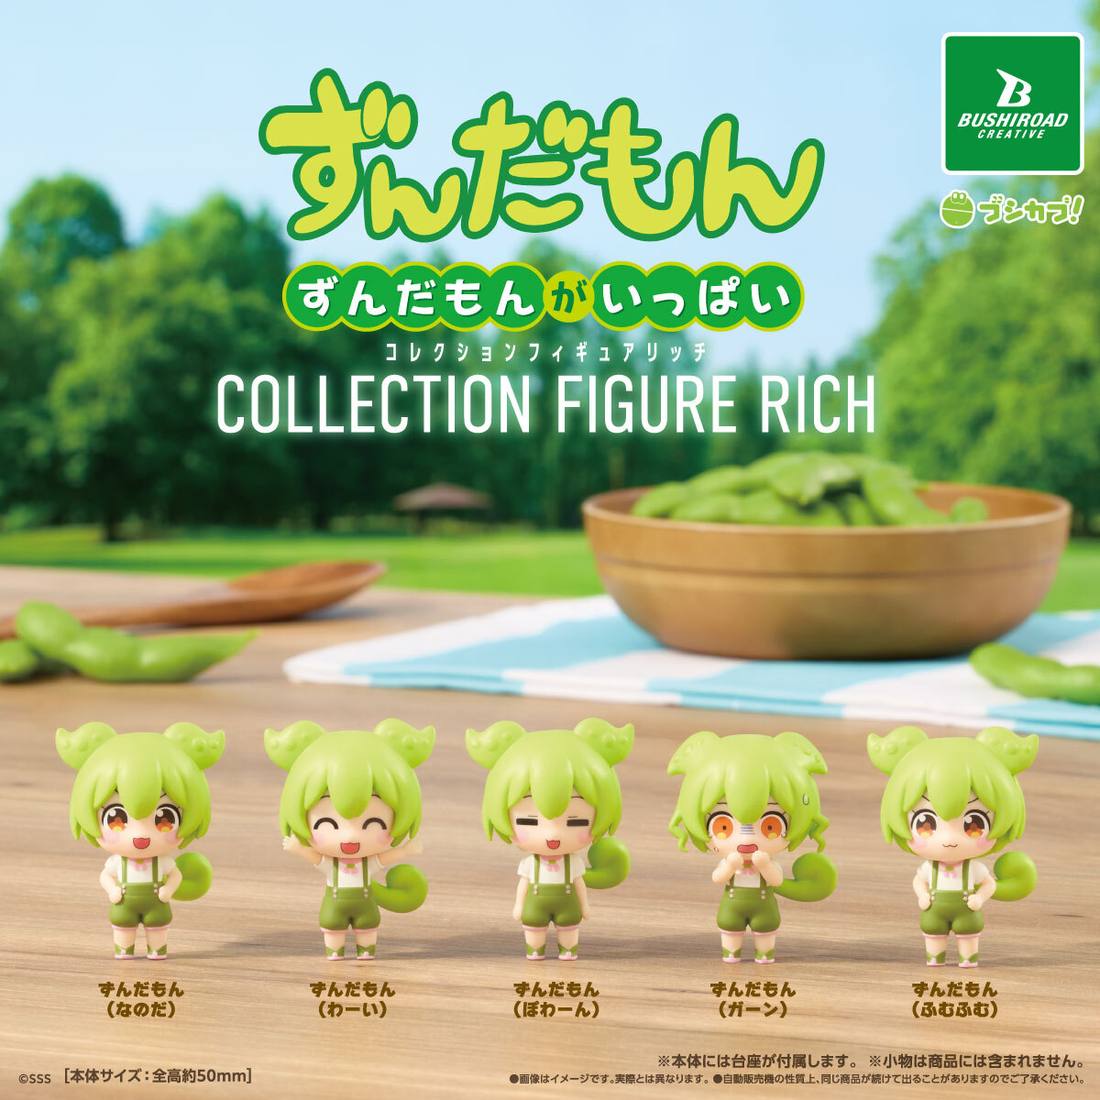 ずんだもん
BUSHIROAD
CREATIVE
ブシカプ!
ずんだもんがいっぱい
コレクションフィギュアリッチ
COLLECTION FIGURE RICH
ずんだもん
(なのだ)
ずんだもん
(わーい)
ずんだもん
(ぽわーん)
ずんだもん
(ガーン)
ずんだもん
(ふむふむ)
※本体には台座が付属します。 ※小物は商品には含まれません。
©SSS [本体サイズ:全高約50mm]
●画像はイメージです。実際とは異なります。 ●自動販売機の性質上、同じ商品が続けて出ることがありますのでご了承ください。